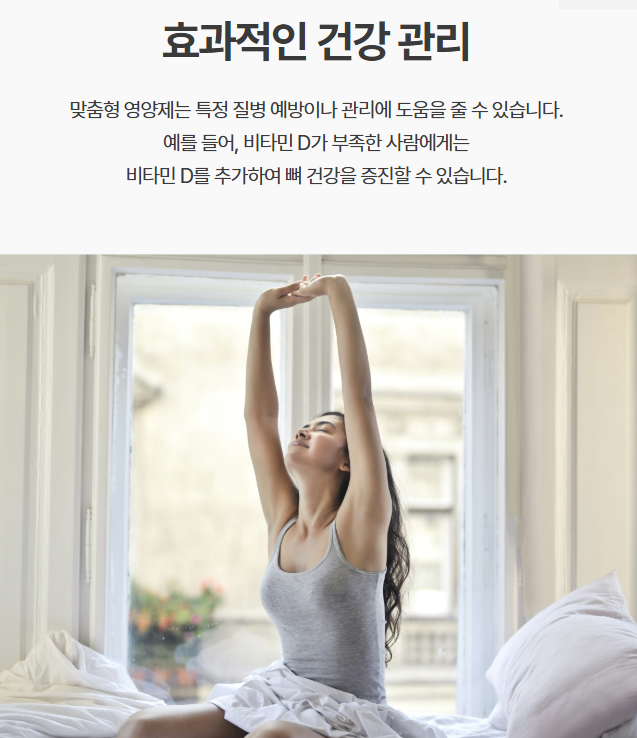 효과적인 건강 관리
맞춤형 영양제는 특정 질병 예방이나 관리에 도움을 줄 수 있습니다.
예를 들어, 비타민 D가 부족한 사람에게는
비타민 D를 추가하여 뼈 건강을 증진할 수 있습니다.